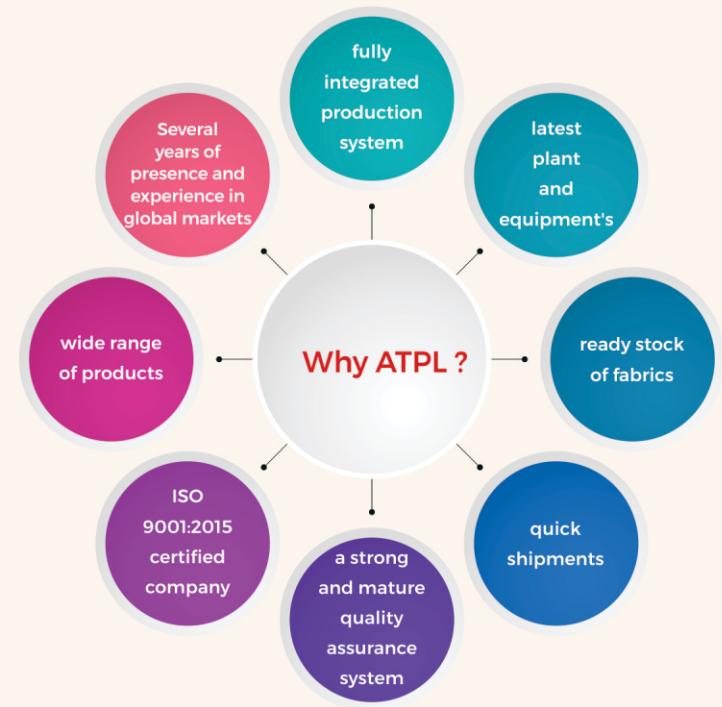 Why ATPL ?
fully
integrated
production
system
latest
plant
and
equipment's
ready stock
of fabrics
quick
shipments
a strong
and mature
quality
assurance
system
ISO
9001:2015
certified
company
wide range
of products
Several
years of
presence and
experience in
global markets